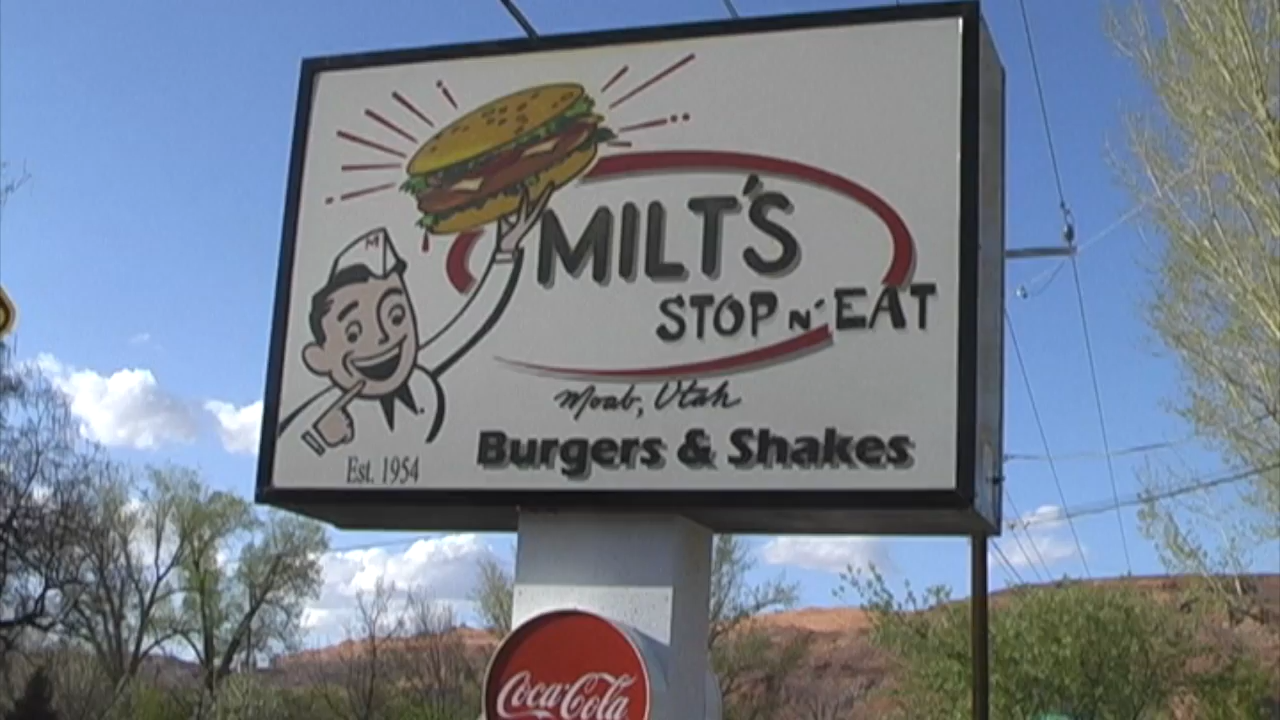 M
MILT'S
STOP N' EAT
Moab, Utah
Burgers & Shakes
Est. 1954
Coca-Cola